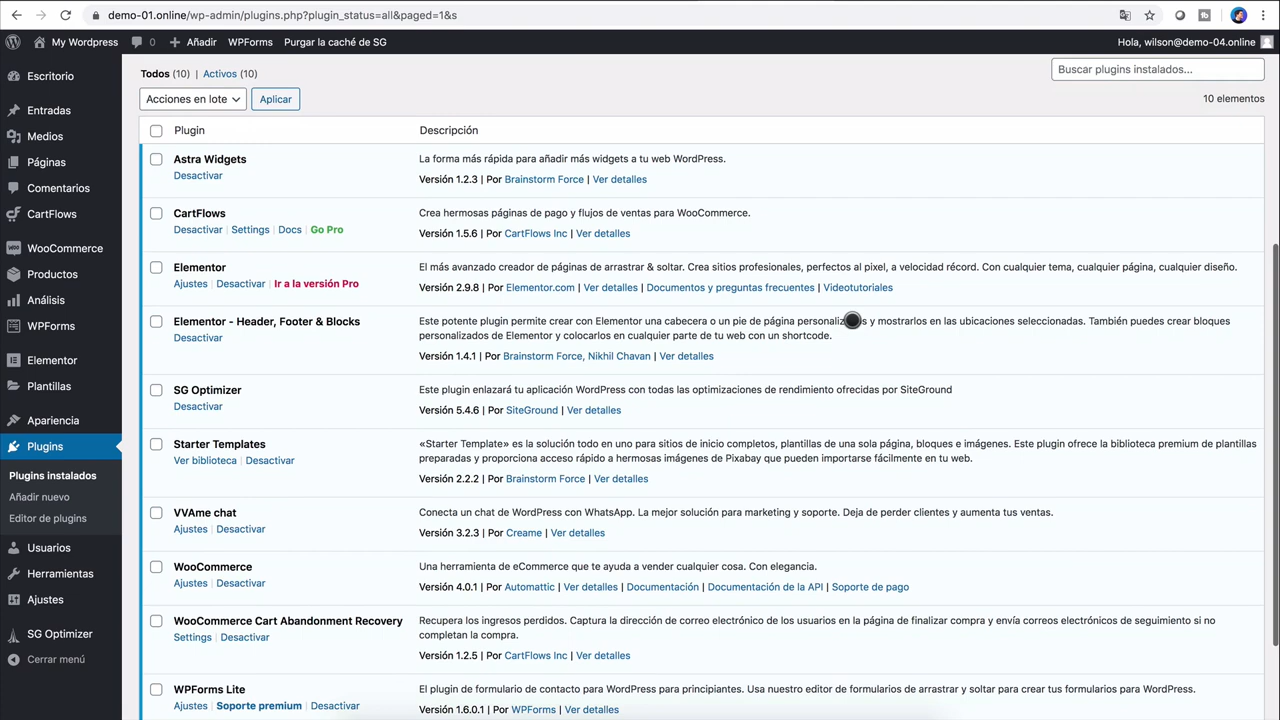 demo-01.online/wp-admin/plugins.php?plugin_status=all&paged=1&s
My Wordpress 0 Añadir WPForms Purgar la caché de SG Hola, wilson@demo-04.online
Escritorio
Entradas
Medios
Páginas
Comentarios
CartFlows
WooCommerce
Productos
Análisis
WPForms
Elementor
Plantillas
Apariencia
Plugins
Plugins instalados
Añadir nuevo
Editor de plugins
Usuarios
Herramientas
Ajustes
SG Optimizer
Cerrar menú
Todos (10) | Activos (10)
Buscar plugins instalados...
Acciones en lote Aplicar
10 elementos
Plugin Descripción
Astra Widgets
Desactivar
La forma más rápida para añadir más widgets a tu web WordPress.
Versión 1.2.3 | Por Brainstorm Force | Ver detalles
CartFlows
Desactivar | Settings | Docs | Go Pro
Crea hermosas páginas de pago y flujos de ventas para WooCommerce.
Versión 1.5.6 | Por CartFlows Inc | Ver detalles
Elementor
Ajustes | Desactivar | Ir a la versión Pro
El más avanzado creador de páginas de arrastrar & soltar. Crea sitios profesionales, perfectos al pixel, a velocidad récord. Con cualquier tema, cualquier página, cualquier diseño.
Versión 2.9.8 | Por Elementor.com | Ver detalles | Documentos y preguntas frecuentes | Videotutoriales
Elementor - Header, Footer & Blocks
Desactivar
Este potente plugin permite crear con Elementor una cabecera o un pie de página y mostrarlos en las ubicaciones seleccionadas. También puedes crear bloques
personalizados de Elementor y colocarlos en cualquier parte de tu web con un shortcode.
Versión 1.4.1 | Por Brainstorm Force, Nikhil Chavan | Ver detalles
SG Optimizer
Desactivar
Este plugin enlazará tu aplicación WordPress con todas las optimizaciones de rendimiento ofrecidas por SiteGround
Versión 5.4.6 | Por SiteGround | Ver detalles
Starter Templates
Ver biblioteca | Desactivar
«Starter Template» es la solución todo en uno para sitios de inicio completos, plantillas de una sola página, bloques e imágenes. Este plugin ofrece la biblioteca premium de plantillas
preparadas y proporciona acceso rápido a hermosas imágenes de Pixabay que pueden importarse fácilmente en tu web.
Versión 2.2.2 | Por Brainstorm Force | Ver detalles
VVAme chat
Ajustes | Desactivar
Conecta un chat de WordPress con WhatsApp. La mejor solución para marketing y soporte. Deja de perder clientes y aumenta tus ventas.
Versión 3.2.3 | Por Creame | Ver detalles
WooCommerce
Ajustes | Desactivar
Una herramienta de eCommerce que te ayuda a vender cualquier cosa. Con elegancia.
Versión 4.0.1 | Por Automattic | Ver detalles | Documentación | Documentación de la API | Soporte de pago
WooCommerce Cart Abandonment Recovery
Settings | Desactivar
Recupera los ingresos perdidos. Captura la dirección de correo electrónico de los usuarios en la página de finalizar compra y envía correos electrónicos de seguimiento si no
completan la compra.
Versión 1.2.5 | Por CartFlows Inc | Ver detalles
WPForms Lite
Ajustes | Soporte premium | Desactivar
El plugin de formulario de contacto para WordPress para principiantes. Usa nuestro editor de formularios de arrastrar y soltar para crear tus formularios para WordPress.
Versión 1.6.0.1 | Por WPForms | Ver detalles